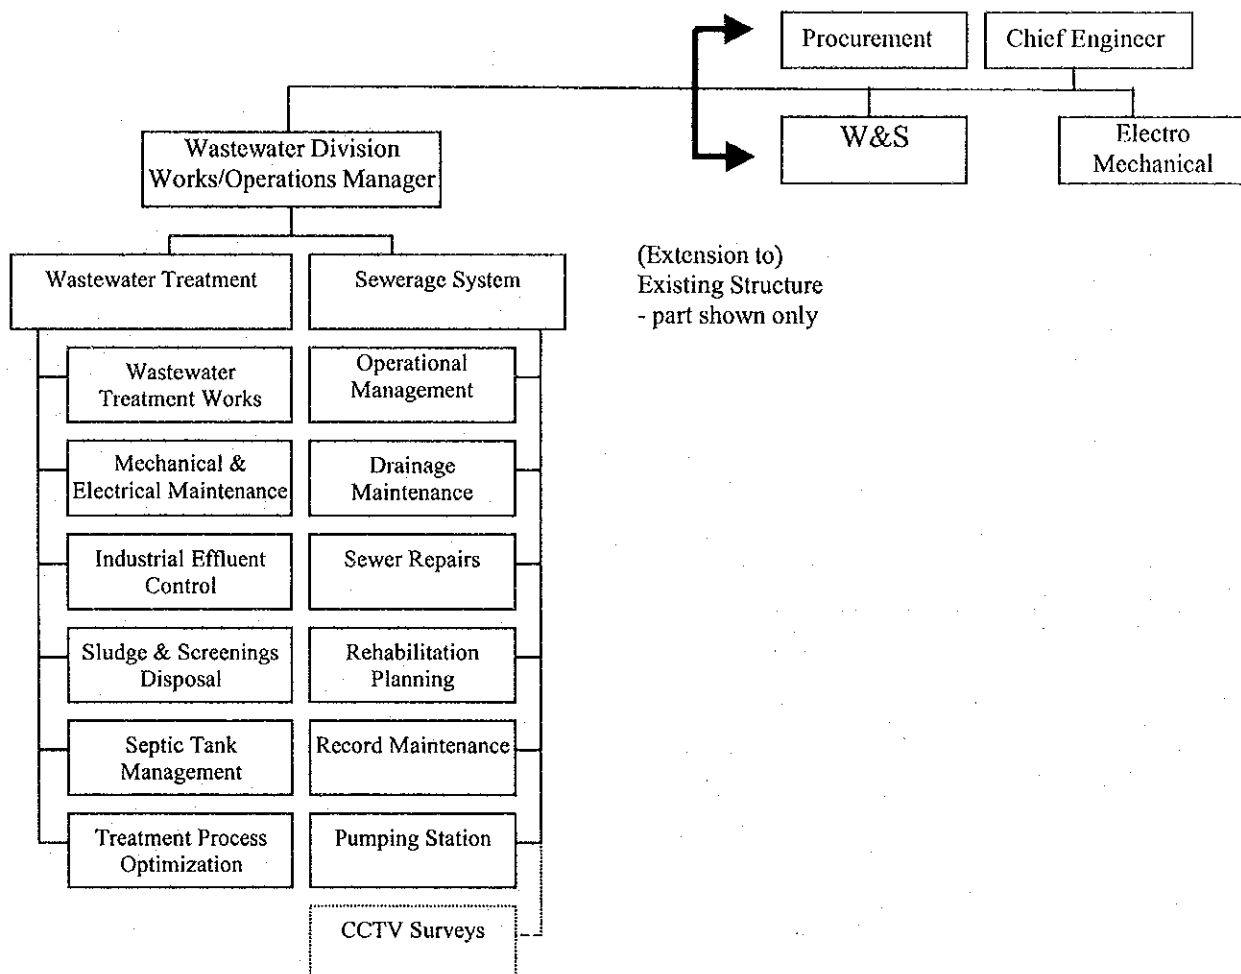 Procurement
Chief Engineer
W&S
Electro
Mechanical
Wastewater Division
Works/Operations Manager
(Extension to)
Existing Structure
- part shown only
Wastewater Treatment
Sewerage System
Wastewater
Treatment Works
Operational
Management
Mechanical &
Electrical Maintenance
Drainage
Maintenance
Industrial Effluent
Control
Sewer Repairs
Sludge & Screenings
Disposal
Rehabilitation
Planning
Septic Tank
Management
Record Maintenance
Treatment Process
Optimization
Pumping Station
CCTV Surveys